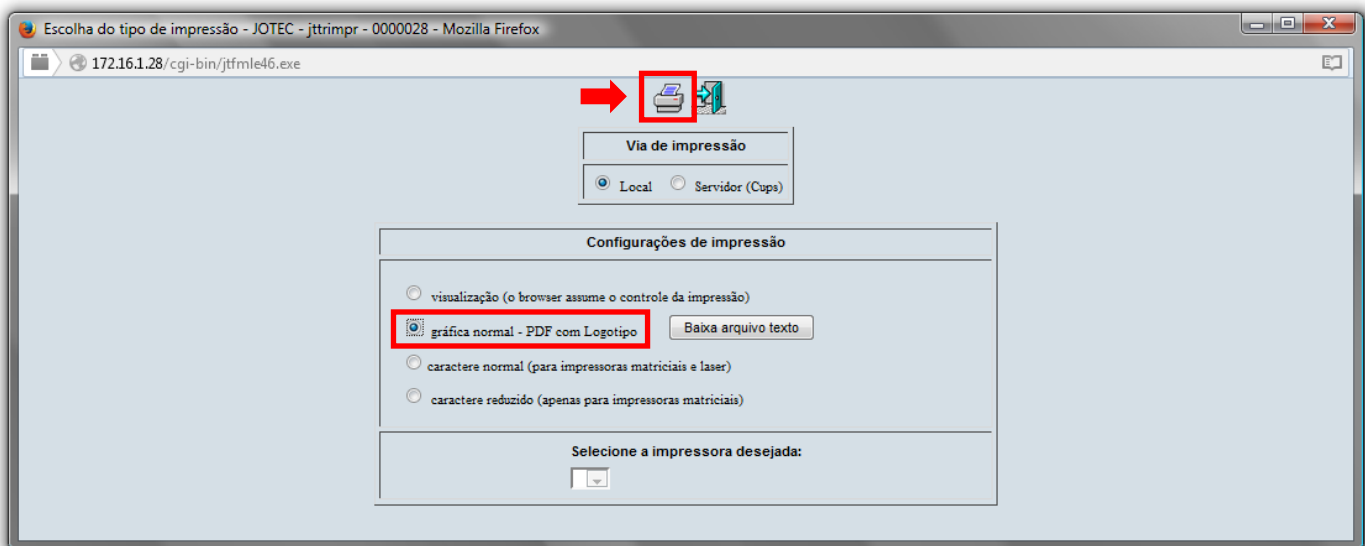 Escolha do tipo de impressão - JOTEC - jttrimpr - 0000028 - Mozilla Firefox
172.16.1.28/cgi-bin/jtfmle46.exe
Via de impressão
Local Servidor (Cups)
Configurações de impressão
visualização (o browser assume o controle da impressão)
gráfica normal - PDF com Logotipo Baixa arquivo texto
caractere normal (para impressoras matriciais e laser)
caractere reduzido (apenas para impressoras matriciais)
Selecione a impressora desejada: